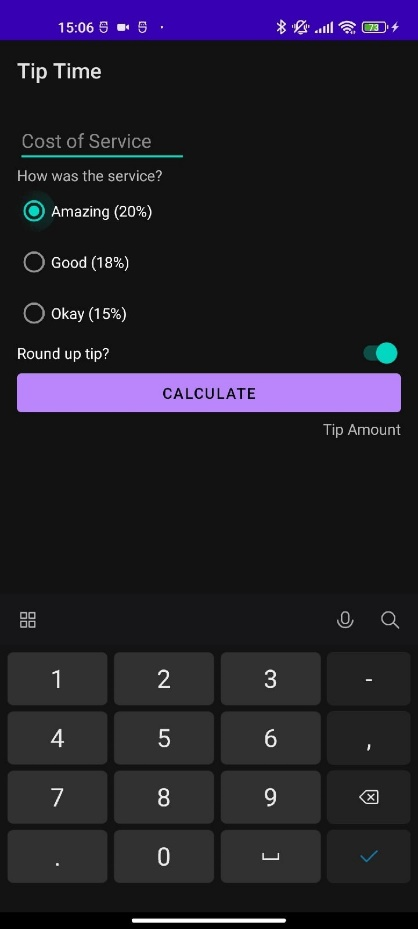 15:06
73
Tip Time
Cost of Service
How was the service?
Amazing (20%)
Good (18%)
Okay (15%)
Round up tip?
CALCULATE
Tip Amount
1 2 3 -
4 5 6 ,
7 8 9
. 0